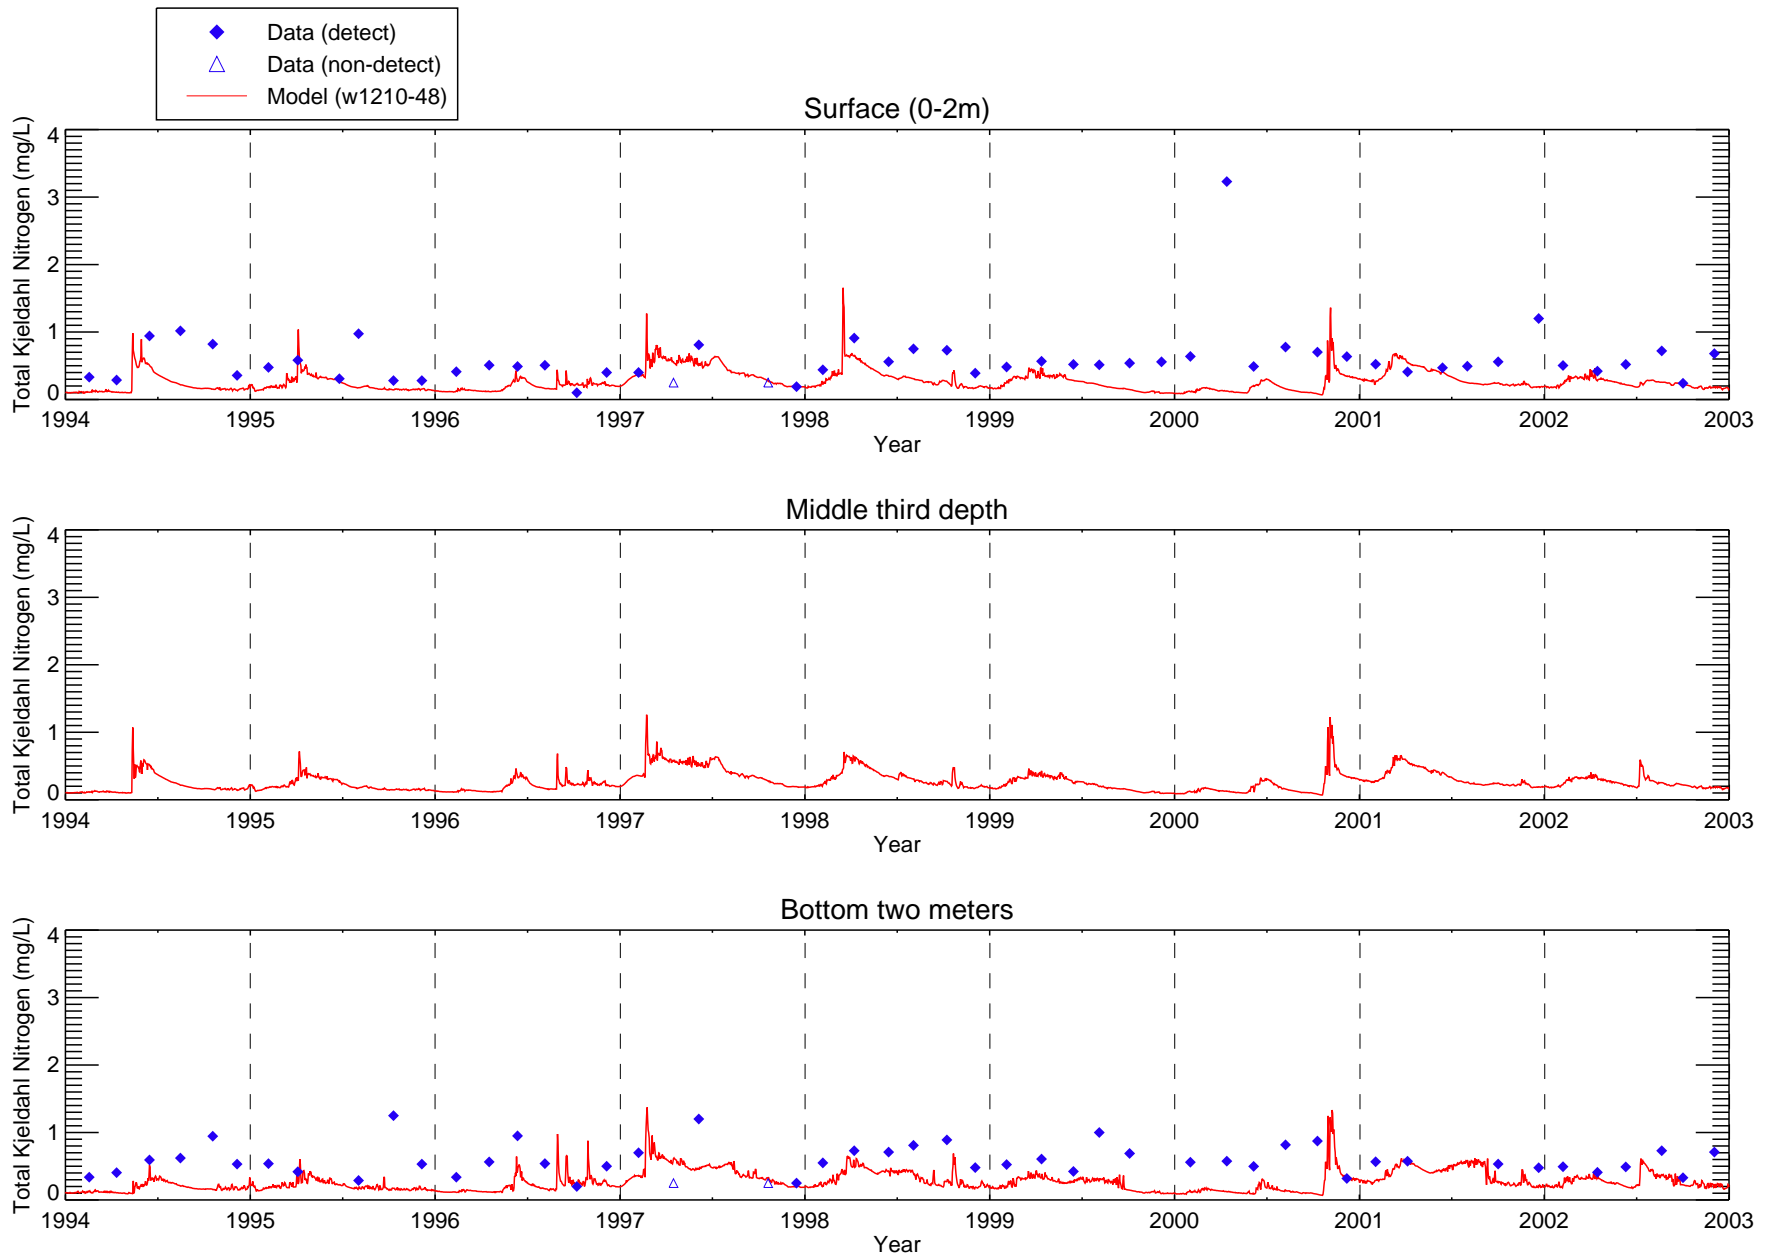 Data (detect)
Data (non-detect)
Model (w1210-48)
Surface (0-2m)
Total Kjeldahl Nitrogen (mg/L)
4
3
2
1
0
1994 1995 1996 1997 1998 1999 2000 2001 2002 2003
Year
Middle third depth
Total Kjeldahl Nitrogen (mg/L)
4
3
2
1
0
1994 1995 1996 1997 1998 1999 2000 2001 2002 2003
Year
Bottom two meters
Total Kjeldahl Nitrogen (mg/L)
4
3
2
1
0
1994 1995 1996 1997 1998 1999 2000 2001 2002 2003
Year